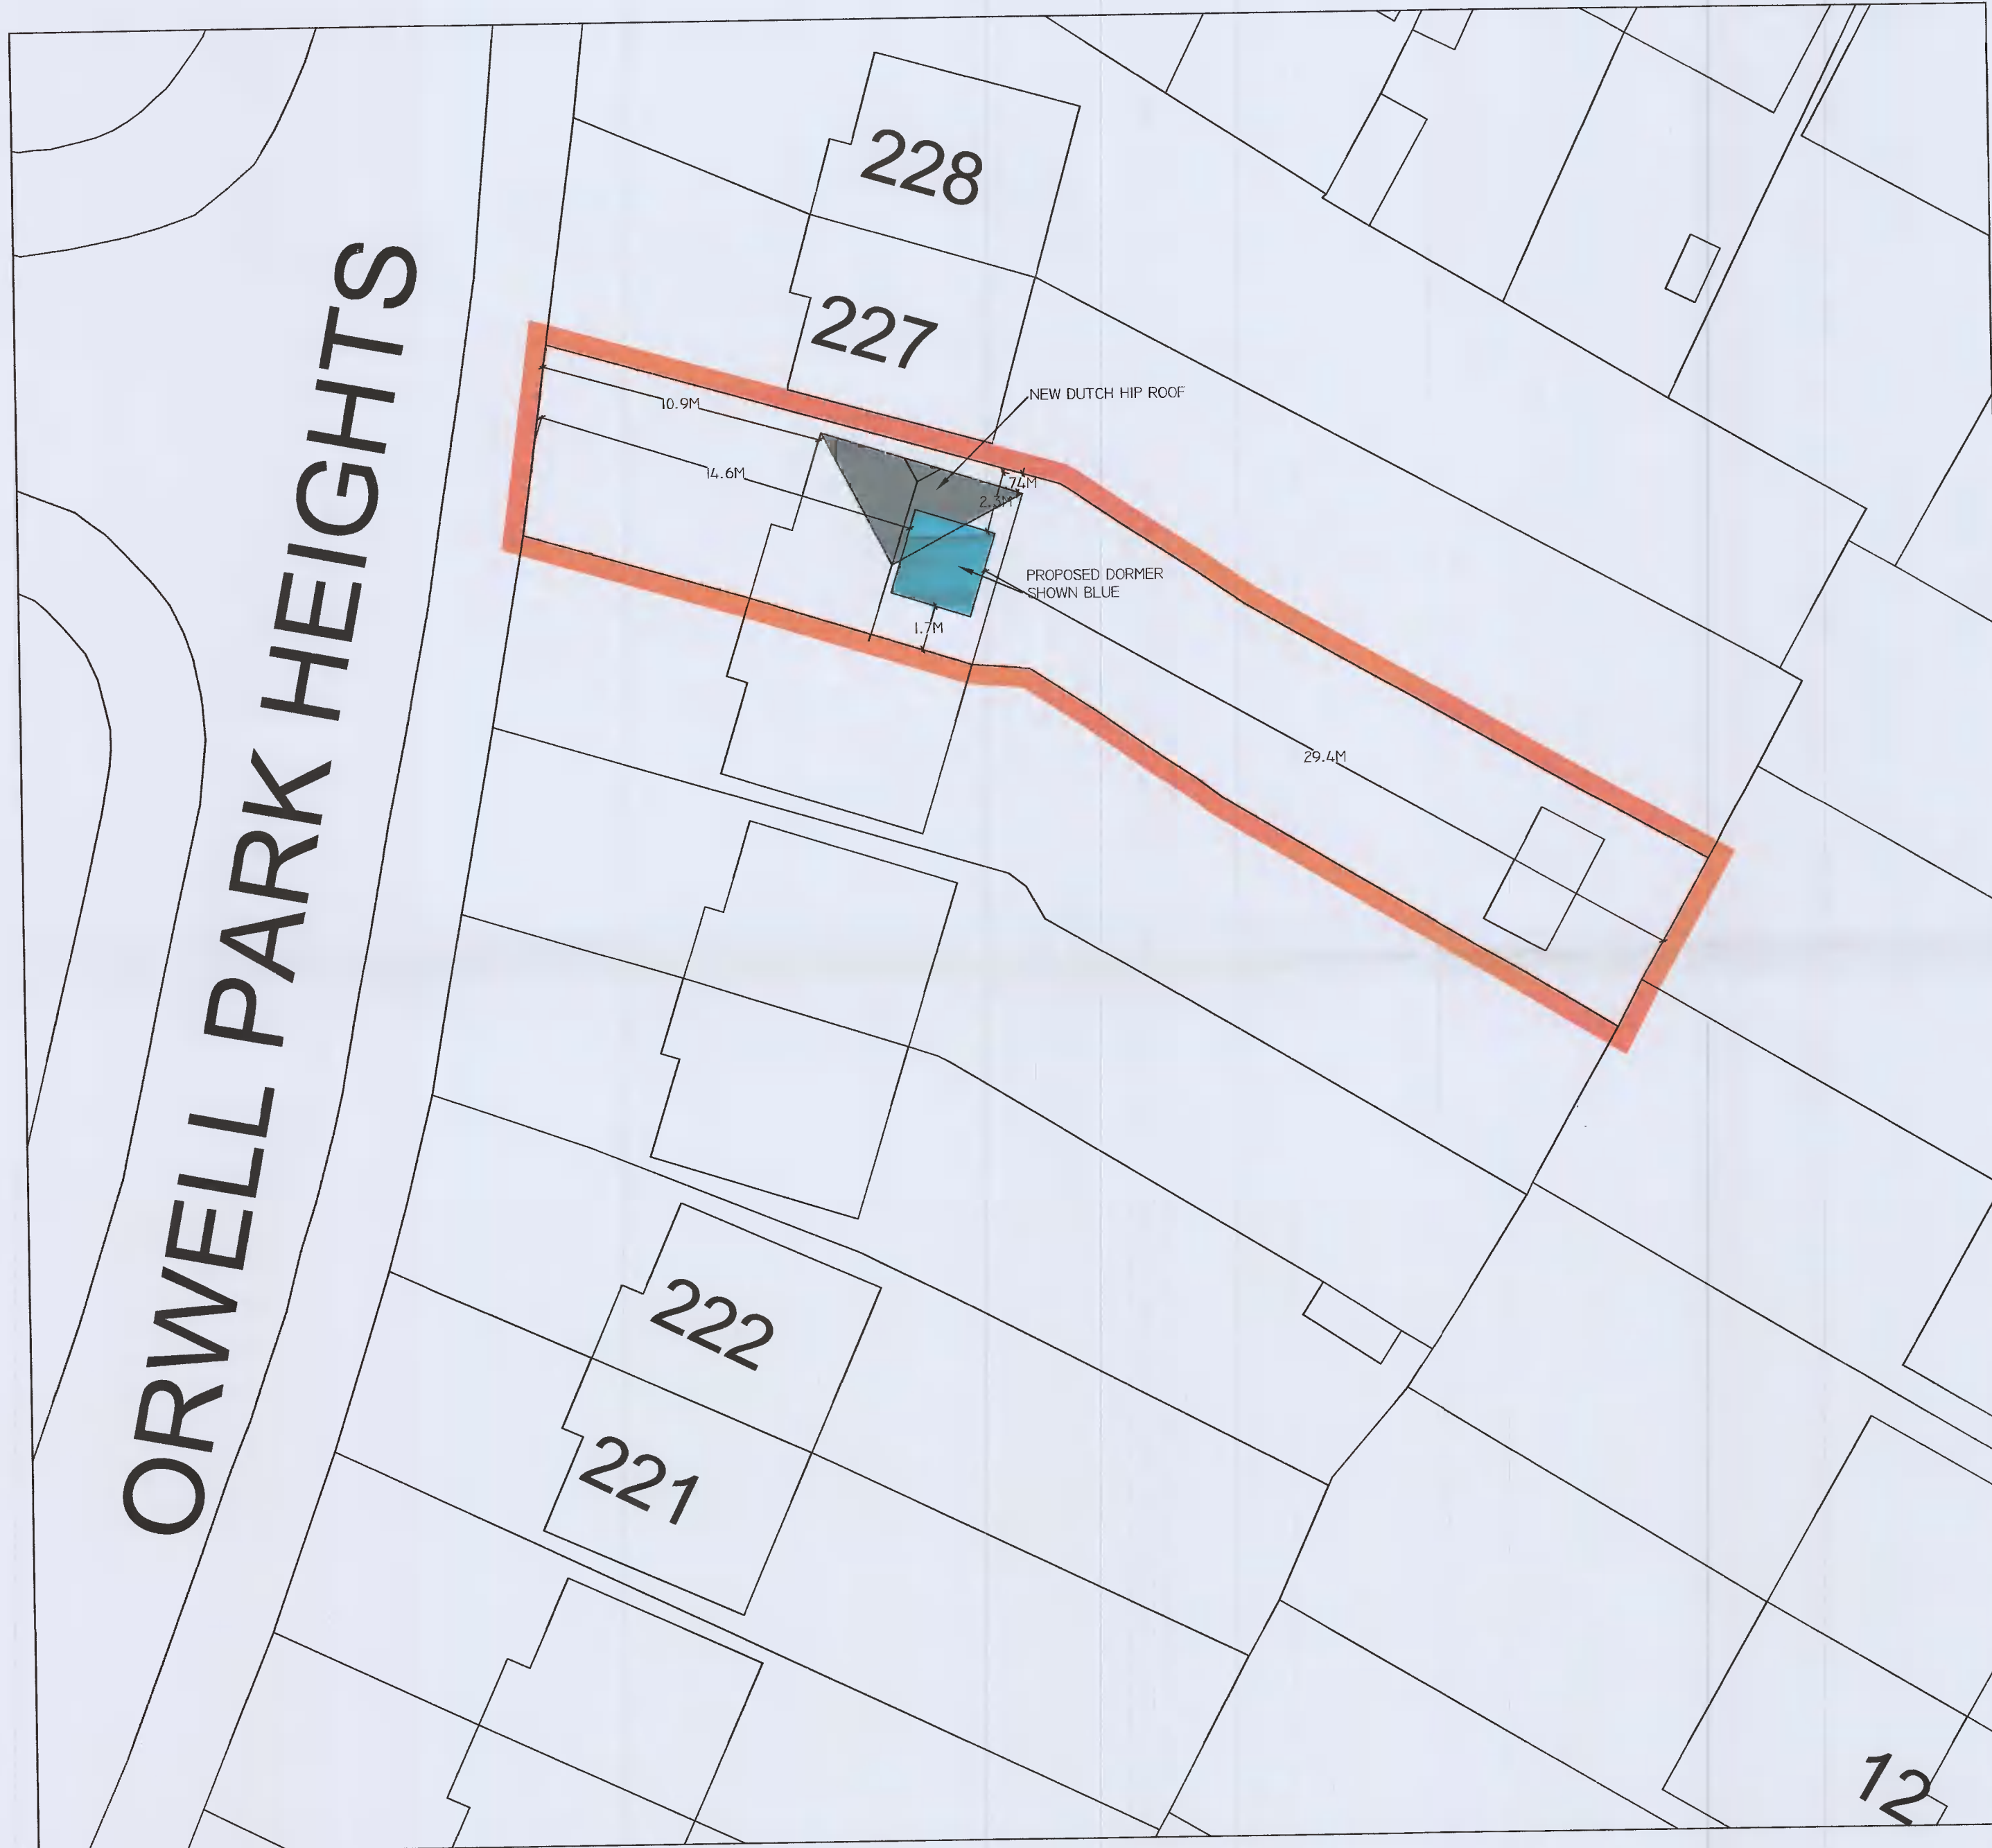 228
227
ORWELL PARK HEIGHTS
NEW DUTCH HIP ROOF
10.9M
14.6M
.74M
2.3M
PROPOSED DORMER
SHOWN BLUE
1.7M
29.4M
222
221
12